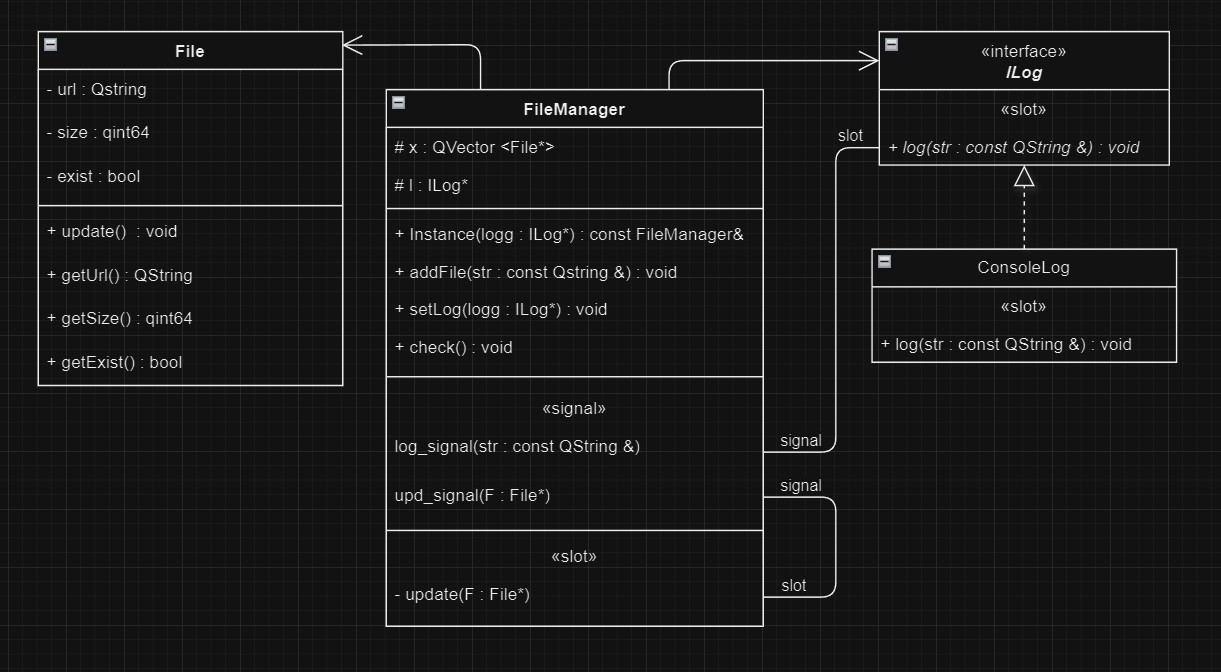 File
- url : Qstring
- size : qint64
- exist : bool
+ update()  : void
+ getUrl() : QString
+ getSize() : qint64
+ getExist() : bool
FileManager
# x : QVector <File*>
# l : ILog*
+ Instance(logg : ILog*) : const FileManager&
+ addFile(str : const Qstring &) : void
+ setLog(logg : ILog*) : void
+ check() : void
«signal»
log_signal(str : const QString &)
upd_signal(F : File*)
«slot»
- update(F : File*)
slot
signal
signal
slot
«interface»
ILog
«slot»
+ log(str : const QString &) : void
ConsoleLog
«slot»
+ log(str : const QString &) : void